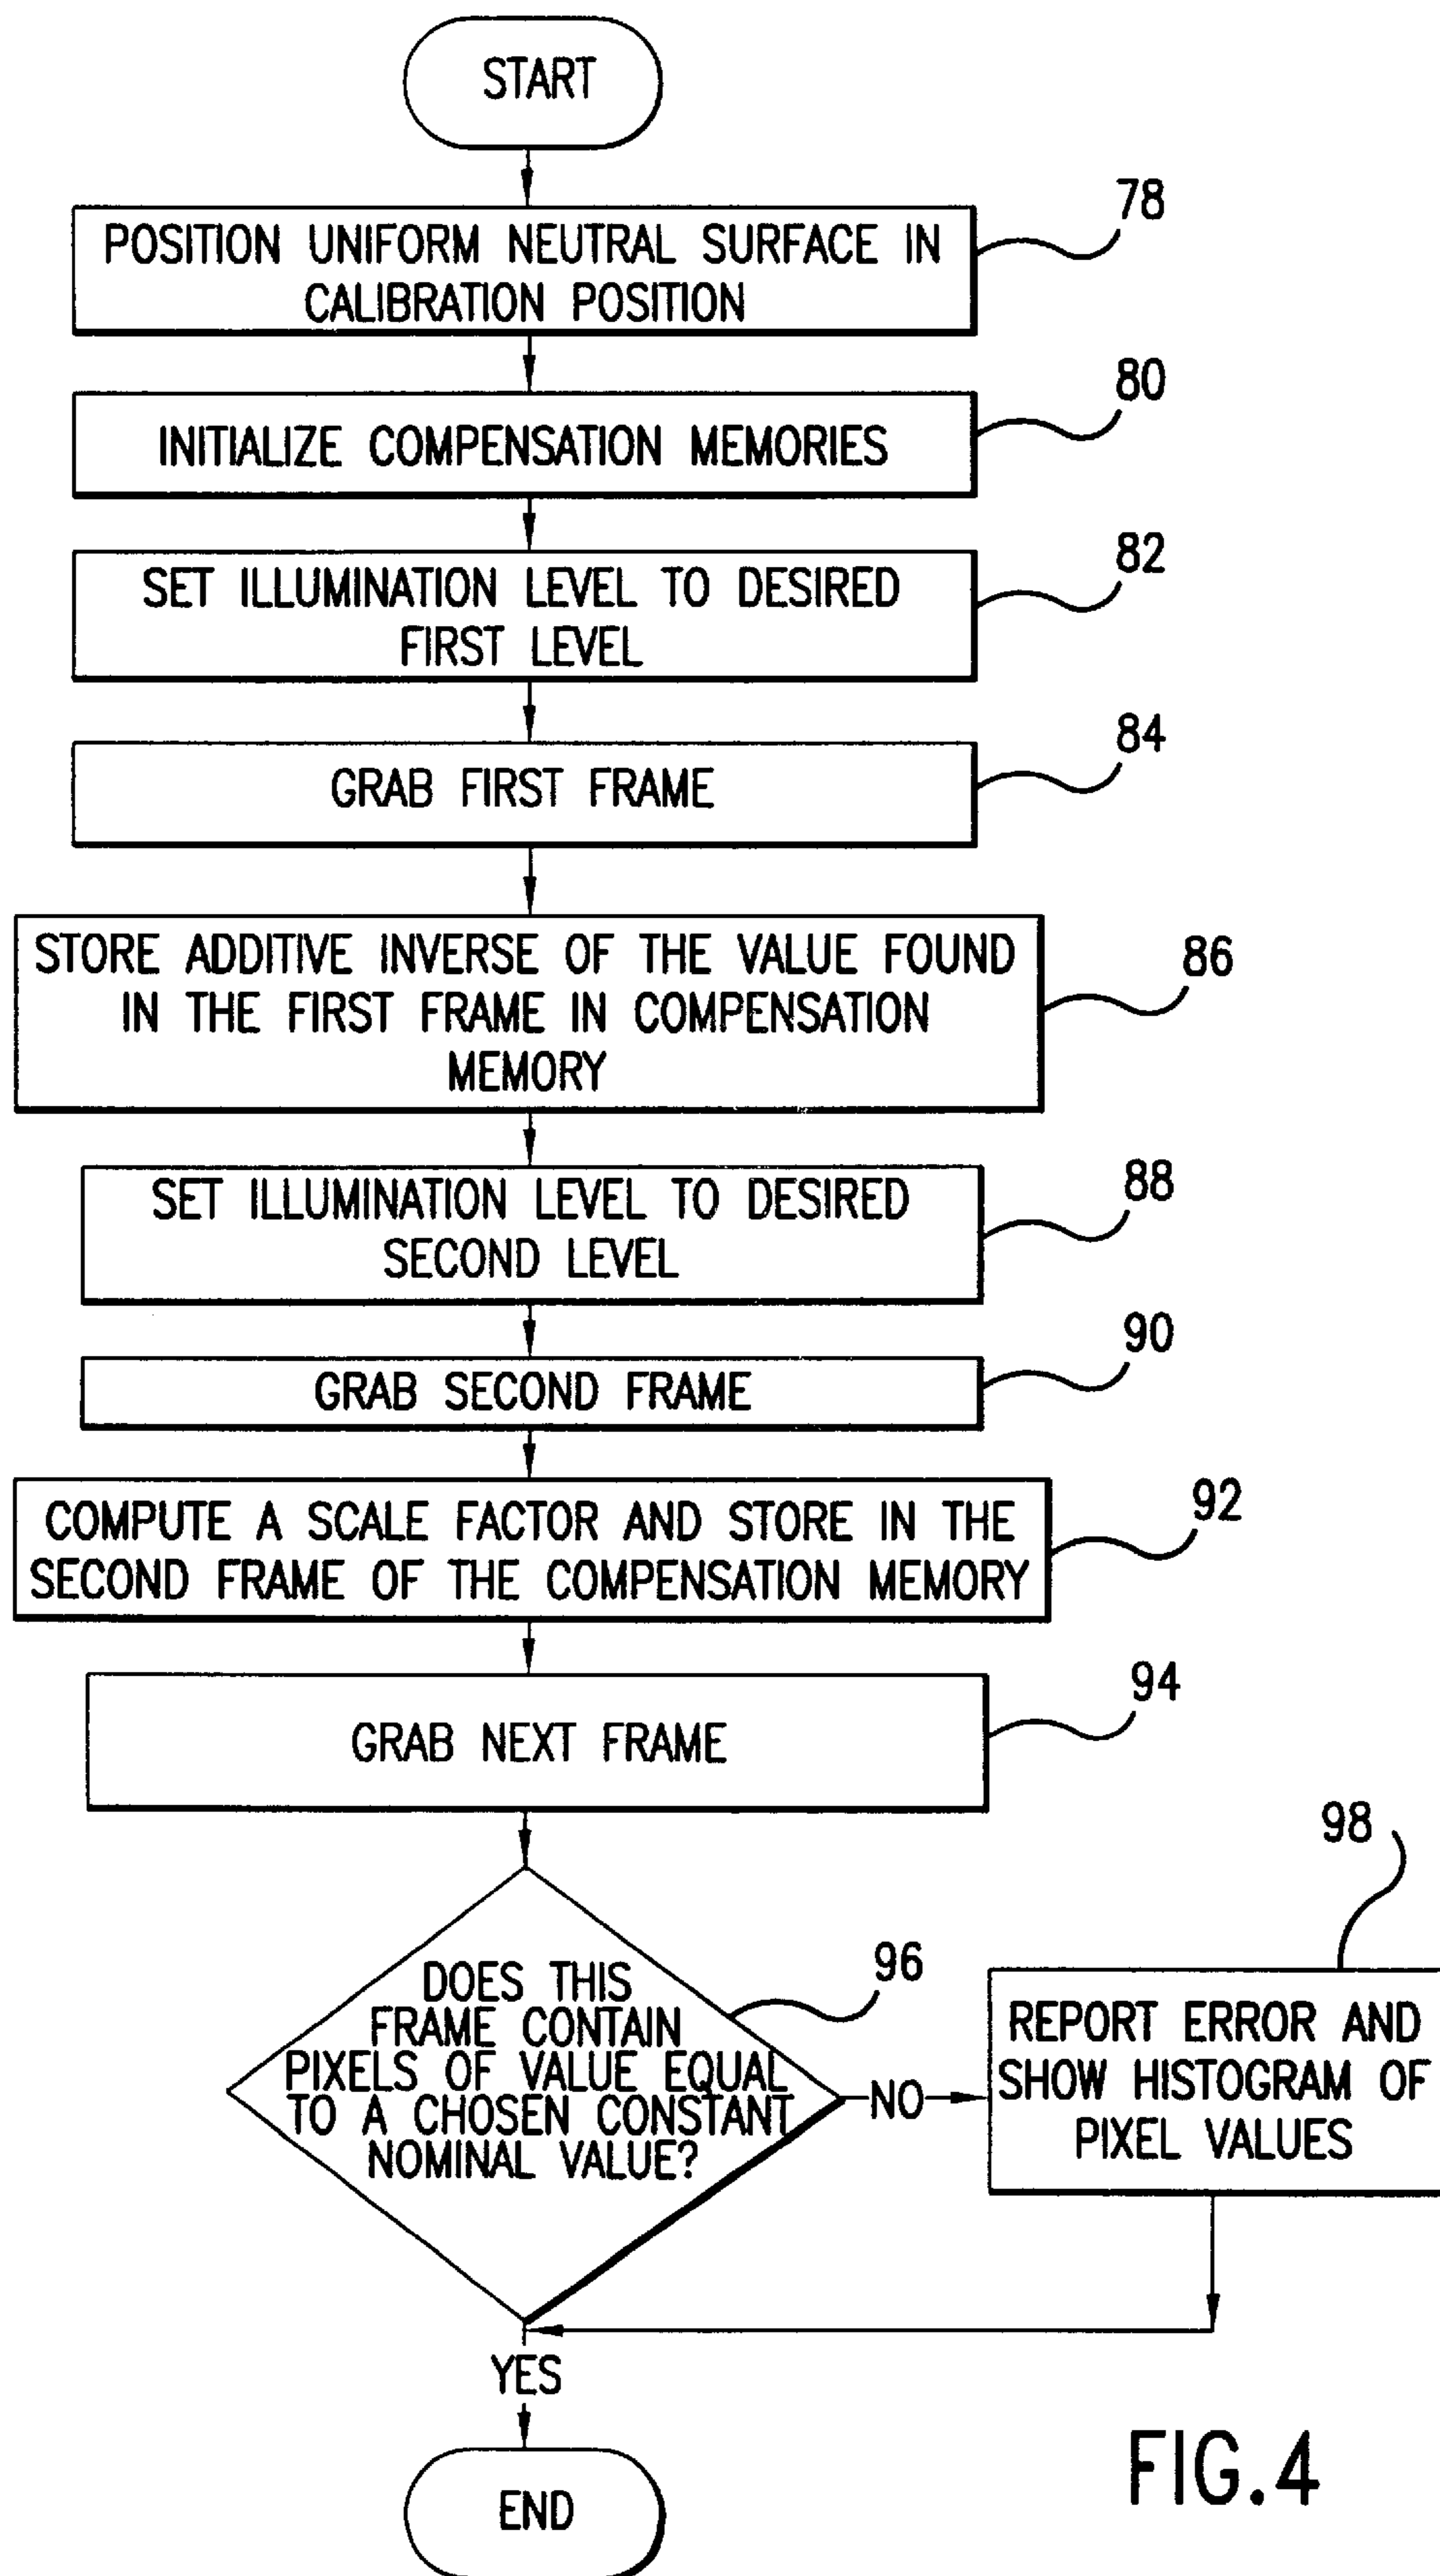 START
78
POSITION UNIFORM NEUTRAL SURFACE IN
CALIBRATION POSITION
80
INITIALIZE COMPENSATION MEMORIES
82
SET ILLUMINATION LEVEL TO DESIRED
FIRST LEVEL
84
GRAB FIRST FRAME
86
STORE ADDITIVE INVERSE OF THE VALUE FOUND
IN THE FIRST FRAME IN COMPENSATION
MEMORY
88
SET ILLUMINATION LEVEL TO DESIRED
SECOND LEVEL
90
GRAB SECOND FRAME
92
COMPUTE A SCALE FACTOR AND STORE IN THE
SECOND FRAME OF THE COMPENSATION MEMORY
94
GRAB NEXT FRAME
96
DOES THIS
FRAME CONTAIN
PIXELS OF VALUE EQUAL
TO A CHOSEN CONSTANT
NOMINAL VALUE?
NO
98
REPORT ERROR AND
SHOW HISTOGRAM OF
PIXEL VALUES
YES
END
FIG.4